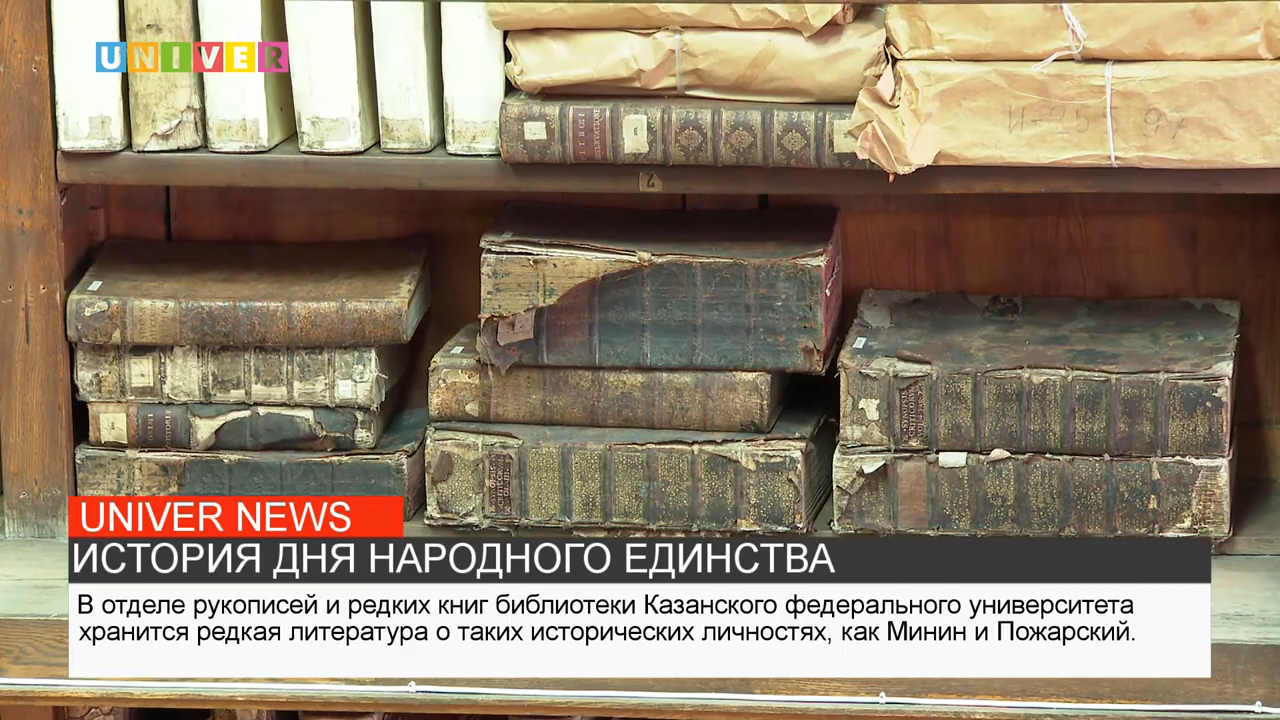 UNIVER
2
UNIVER NEWS
ИСТОРИЯ ДНЯ НАРОДНОГО ЕДИНСТВА
В отделе рукописей и редких книг библиотеки Казанского федерального университета
хранится редкая литература о таких исторических личностях, как Минин и Пожарский.